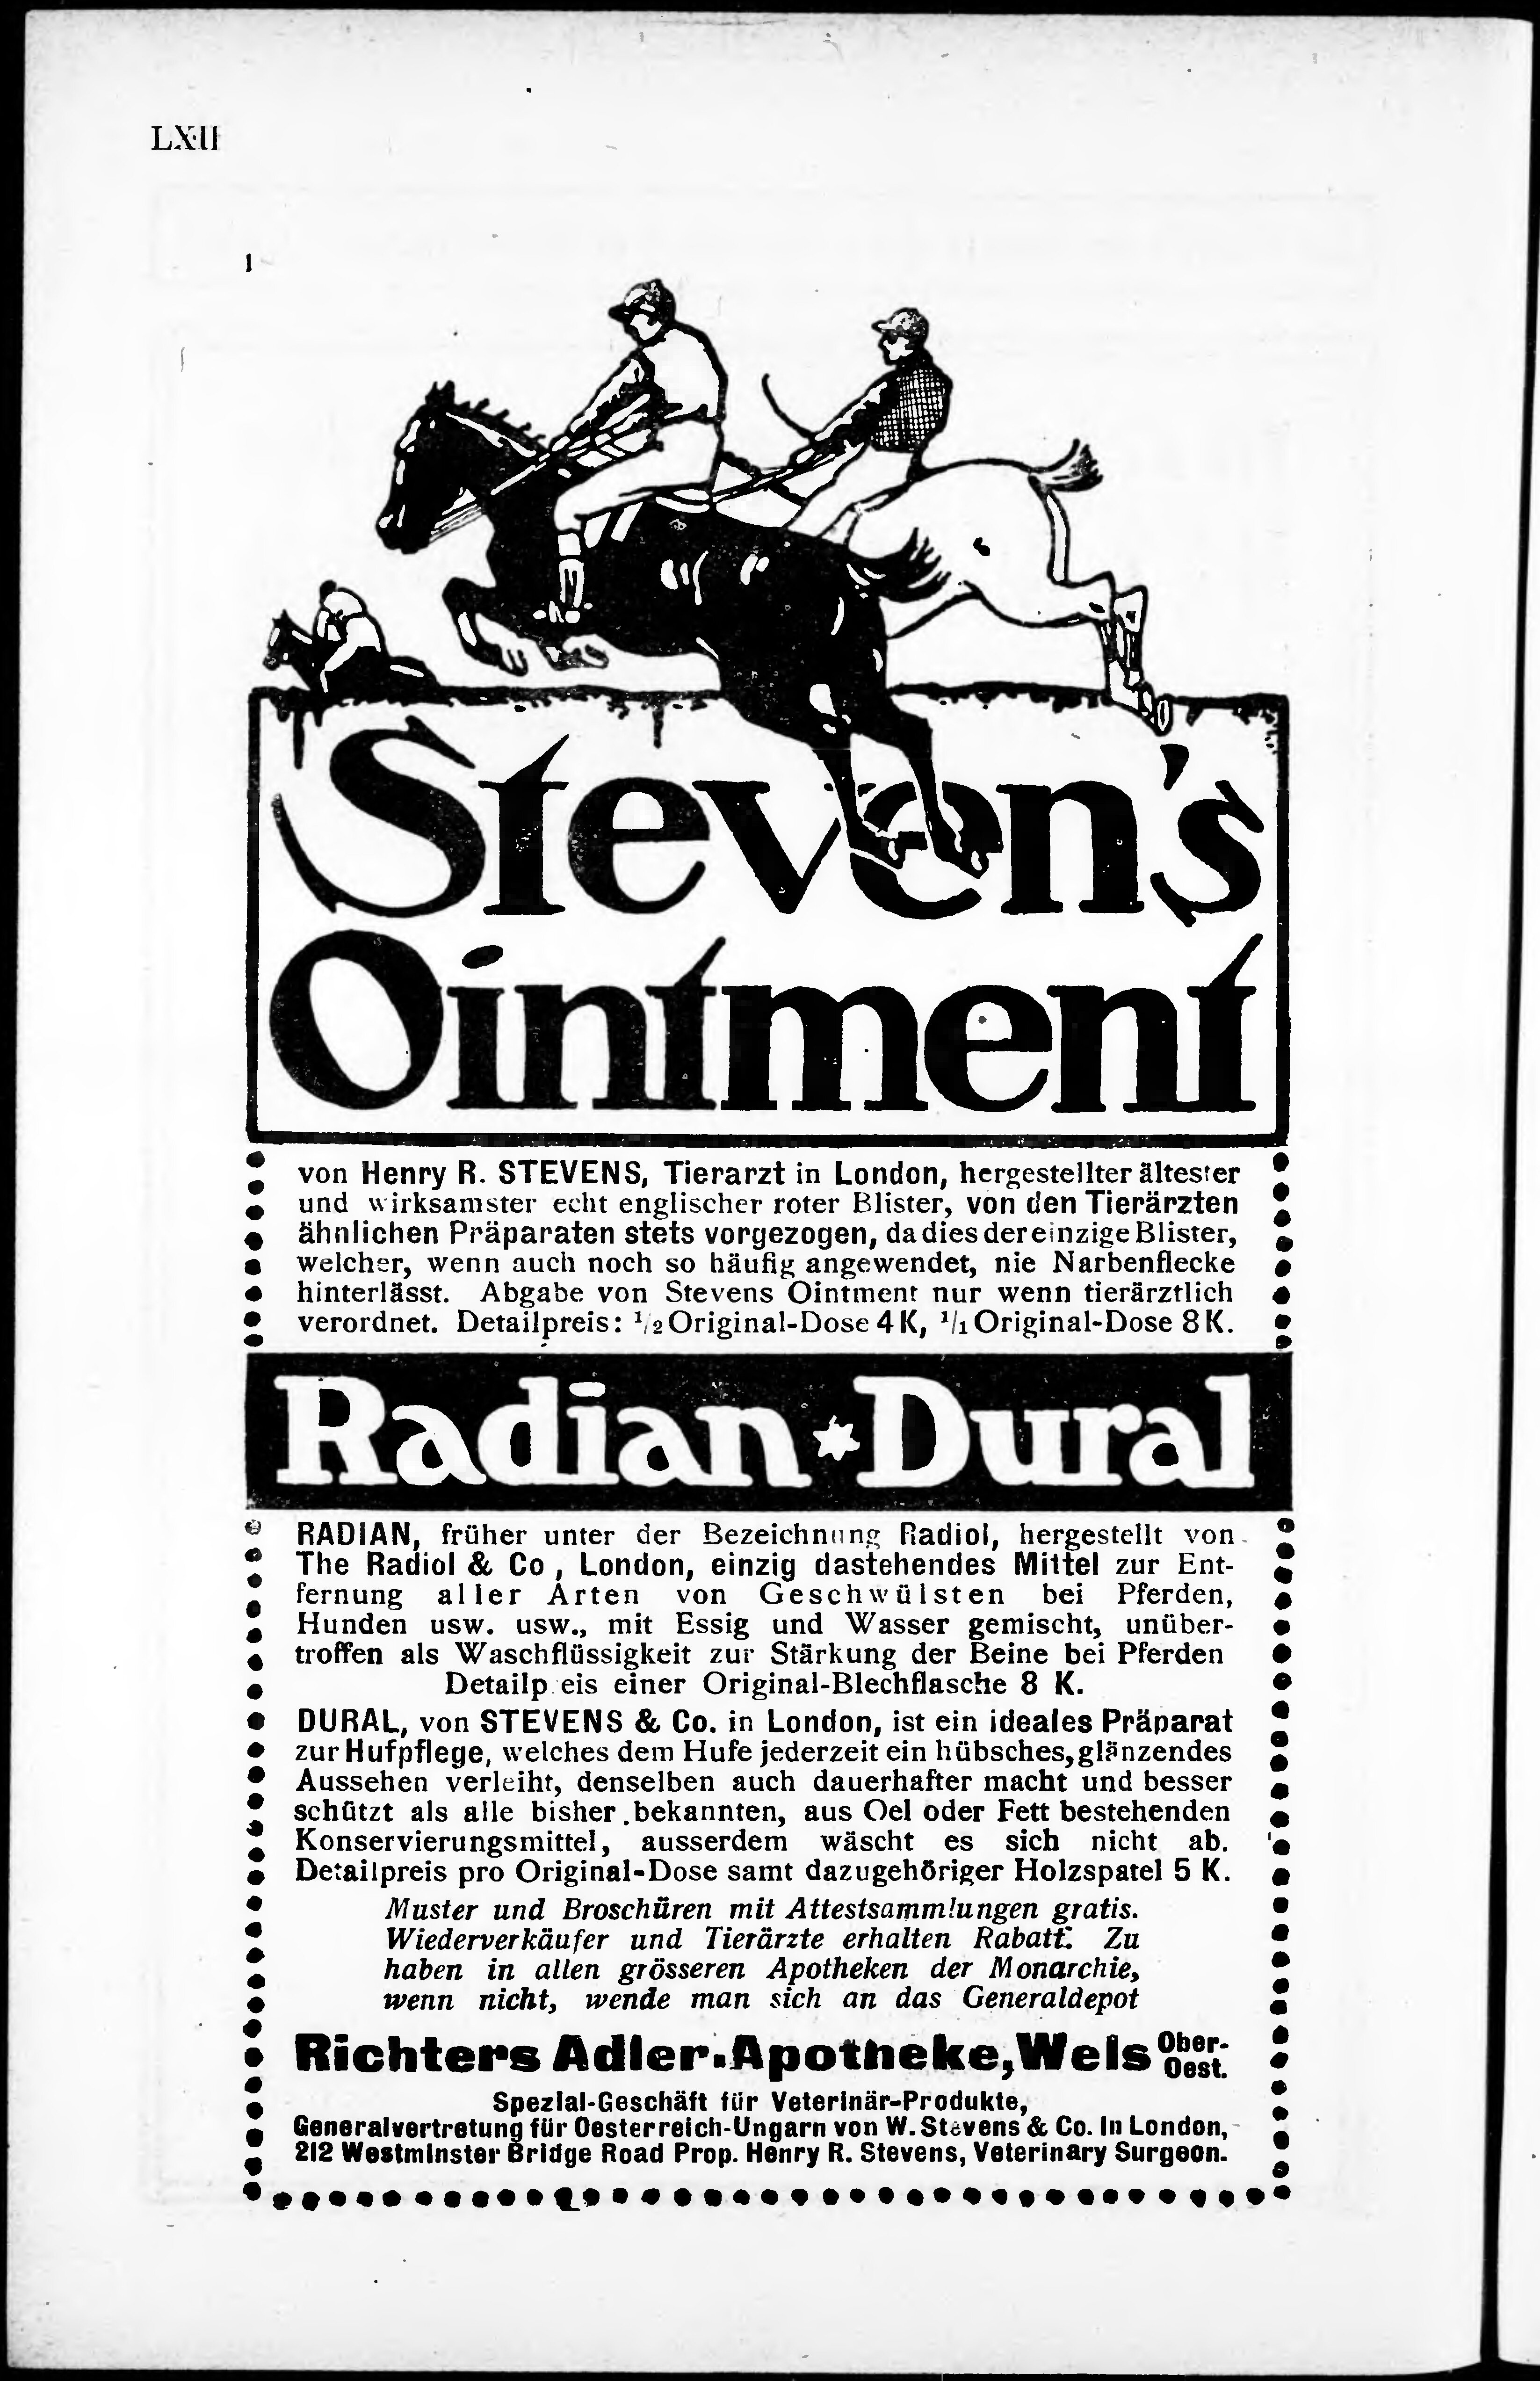 LXII
Steven's
Ointment
von Henry R. STEVENS, Tierarzt in London, hergestellter ältester
und wirksamster echt englischer roter Blister, von den Tierärzten
ähnlichen Präparaten stets vorgezogen, da dies der einzige Blister,
welcher, wenn auch noch so häufig angewendet, nie Narbenflecke
hinterlässt. Abgabe von Stevens Ointment nur wenn tierärztlich
verordnet. Detailpreis: 1/2 Original-Dose 4 K, 1/1 Original-Dose 8 K.
Radian * Dural
RADIAN, früher unter der Bezeichnung Radiol, hergestellt von
The Radiol & Co, London, einzig dastehendes Mittel zur Ent-
fernung aller Arten von Geschwülsten bei Pferden,
Hunden usw. usw., mit Essig und Wasser gemischt, unüber-
troffen als Waschflüssigkeit zur Stärkung der Beine bei Pferden
Detailpreis einer Original-Blechflasche 8 K.
DURAL, von STEVENS & Co. in London, ist ein ideales Präparat
zur Hufpflege, welches dem Hufe jederzeit ein hübsches, glänzendes
Aussehen verleiht, denselben auch dauerhafter macht und besser
schützt als alle bisher bekannten, aus Oel oder Fett bestehenden
Konservierungsmittel, ausserdem wäscht es sich nicht ab.
Detailpreis pro Original-Dose samt dazugehöriger Holzspatel 5 K.
Muster und Broschüren mit Attestsammlungen gratis.
Wiederverkäufer und Tierärzte erhalten Rabatt. Zu
haben in allen grösseren Apotheken der Monarchie,
wenn nicht, wende man sich an das Generaldepot
Richters Adler-Apotheke, Wels Ober-Oest.
Spezial-Geschäft für Veterinär-Produkte,
Generalvertretung für Oesterreich-Ungarn von W. Stevens & Co. in London,
212 Westminster Bridge Road Prop. Henry R. Stevens, Veterinary Surgeon.